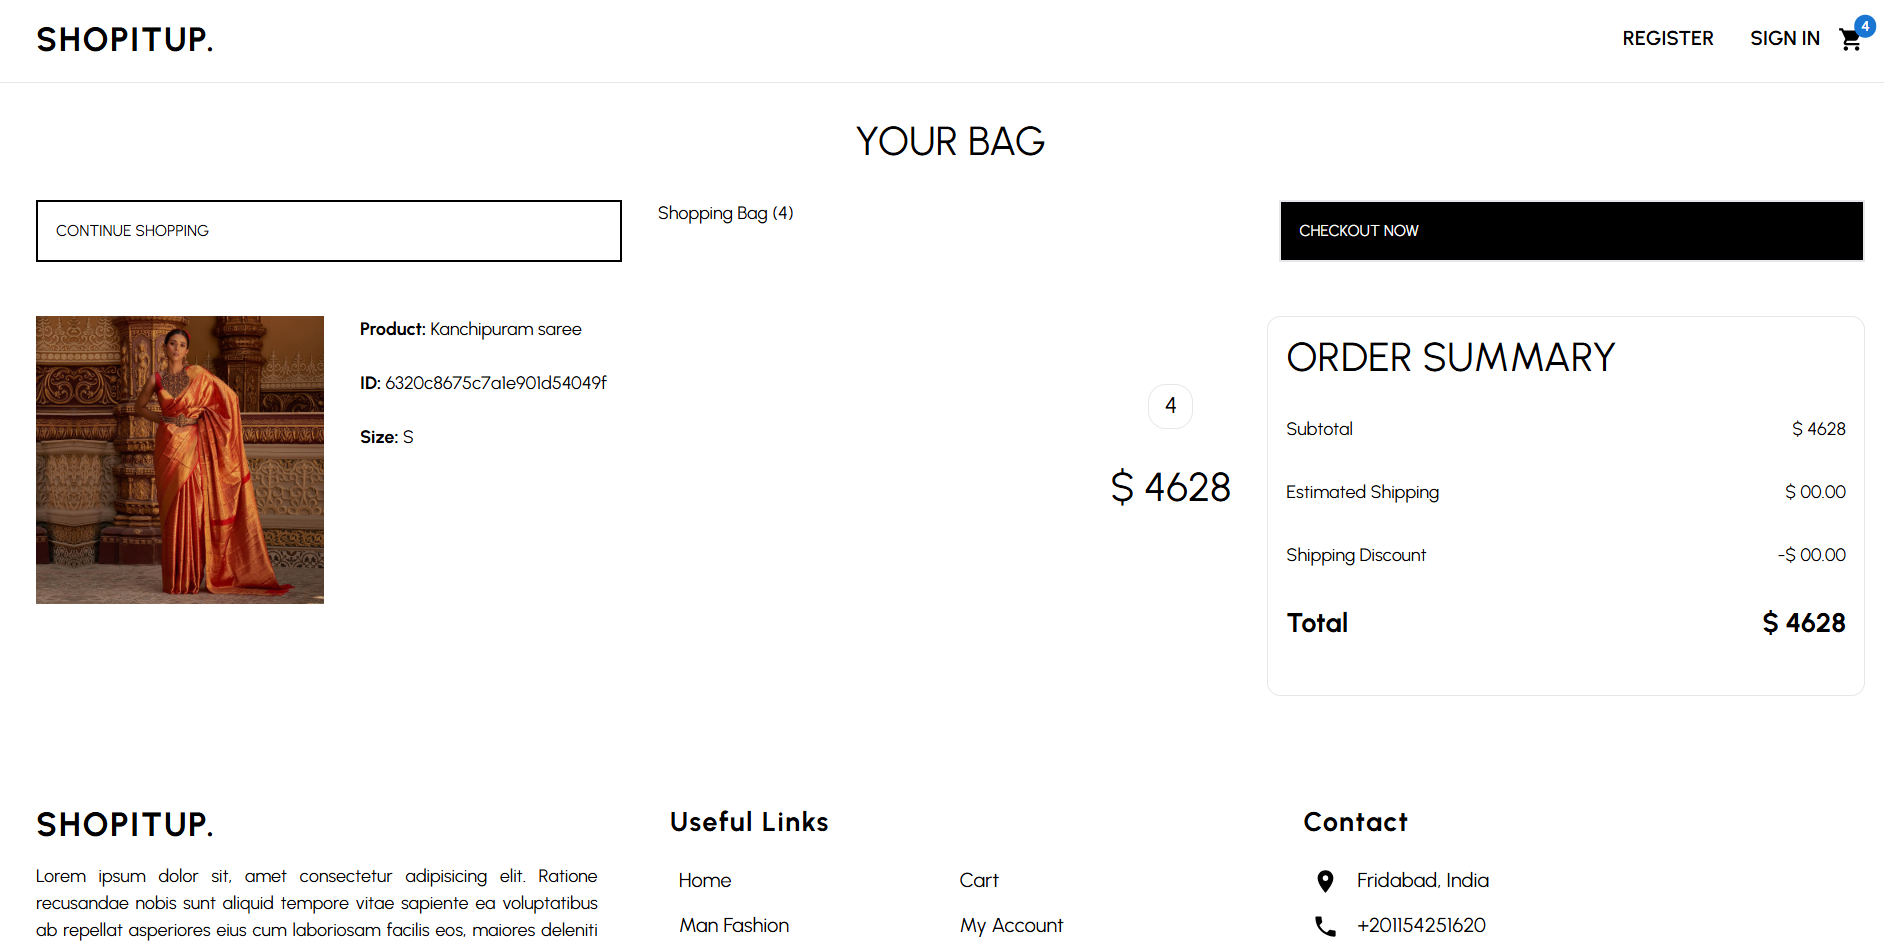 SHOPITUP.
REGISTER
SIGN IN
4
YOUR BAG
CONTINUE SHOPPING
Shopping Bag (4)
CHECKOUT NOW
Product: Kanchipuram saree
ID: 6320c8675c7a1e901d54049f
Size: S
4
$ 4628
ORDER SUMMARY
Subtotal $ 4628
Estimated Shipping $ 00.00
Shipping Discount -$ 00.00
Total $ 4628
SHOPITUP.
Lorem ipsum dolor sit, amet consectetur adipisicing elit. Ratione
recusandae nobis sunt aliquid tempore vitae sapiente ea voluptatibus
ab repellat asperiores eius cum laboriosam facilis eos, maiores deleniti
Useful Links
Home
Cart
Man Fashion
My Account
Contact
Fridabad, India
+201154251620